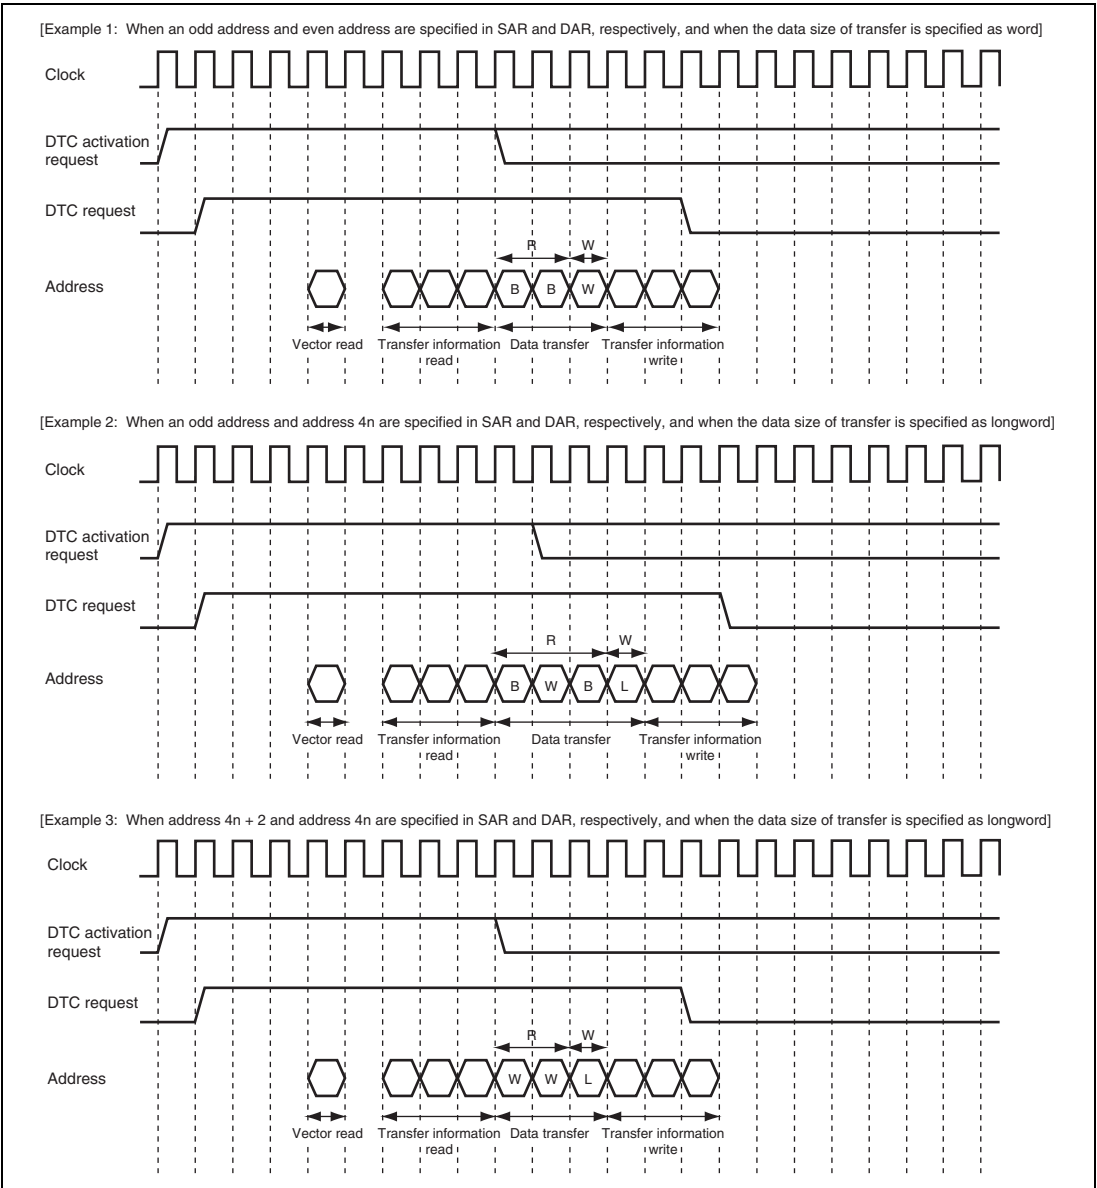 [Example 1: When an odd address and even address are specified in SAR and DAR, respectively, and when the data size of transfer is specified as word]
Clock
DTC activation
request
DTC request
R W
Address
B B W
Vector read Transfer information Data transfer Transfer information
read write
[Example 2: When an odd address and address 4n are specified in SAR and DAR, respectively, and when the data size of transfer is specified as longword]
Clock
DTC activation
request
DTC request
R W
Address
B W B L
Vector read Transfer information Data transfer Transfer information
read write
[Example 3: When address 4n + 2 and address 4n are specified in SAR and DAR, respectively, and when the data size of transfer is specified as longword]
Clock
DTC activation
request
DTC request
R W
Address
W W L
Vector read Transfer information Data transfer Transfer information
read write